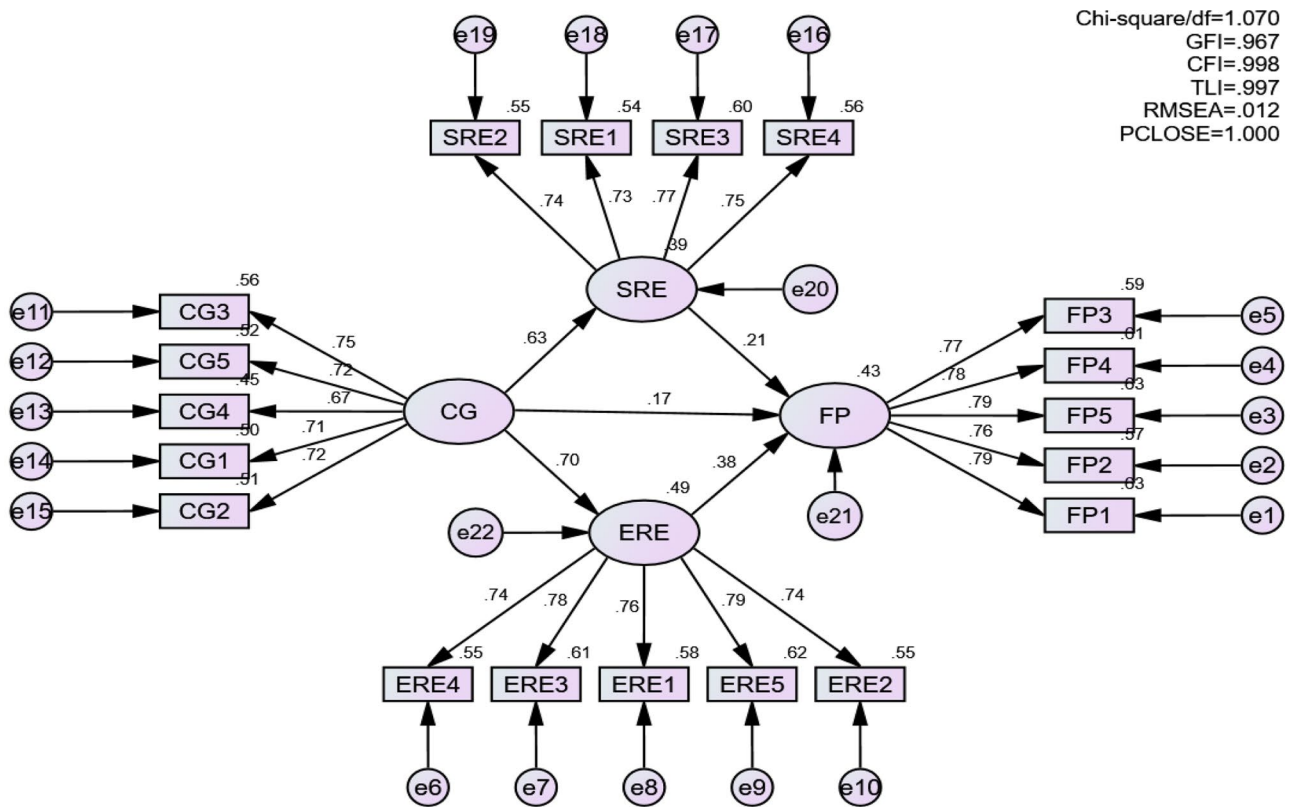 Chi-square/df=1.070
GFI=.967
CFI=.998
TLI=.997
RMSEA=.012
PCLOSE=1.000
e19 e18 e17 e16
.55 .54 .60 .56
SRE2 SRE1 SRE3 SRE4
.74 .73 .77 .75
.39
SRE e20
.56 .59
e11 CG3 FP3 e5
.52 .61
.63 .21
.75 .77
e12 CG5 FP4 e4
.72 .78
.45 .43 .63
.67 .17 .79
e13 CG4 CG FP FP5 e3
.50 .71 .76 .57
e14 CG1 FP2 e2
.72 .79
.70 .38
.51 .49 .63
e15 CG2 FP1 e1
e21
e22 ERE
.74 .78 .76 .79 .74
.55 .61 .58 .62 .55
ERE4 ERE3 ERE1 ERE5 ERE2
e6 e7 e8 e9 e10